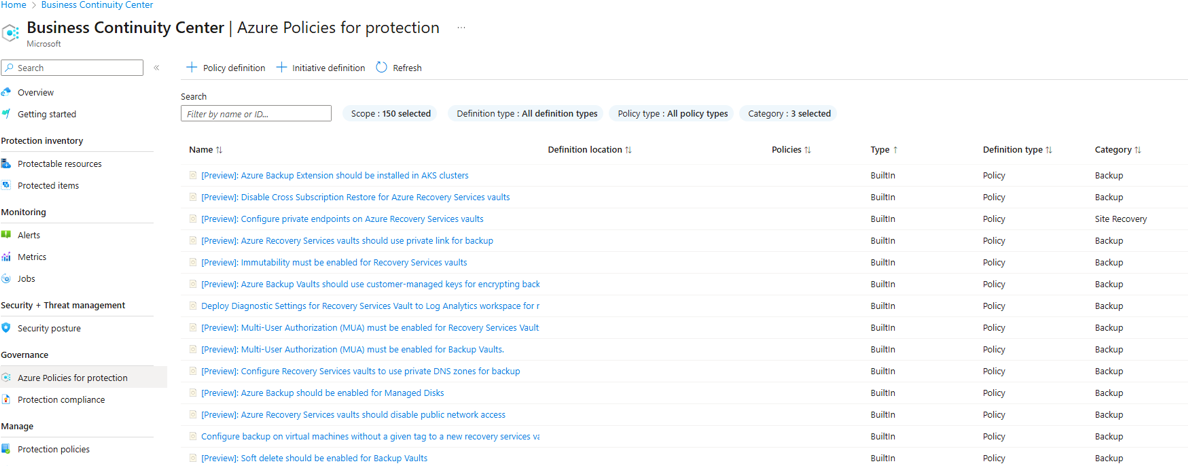 Home > Business Continuity Center
Business Continuity Center | Azure Policies for protection ...
Microsoft
Search «
Overview
Getting started
Protection inventory
Protectable resources
Protected items
Monitoring
Alerts
Metrics
Jobs
Security + Threat management
Security posture
Governance
Azure Policies for protection
Protection compliance
Manage
Protection policies
+ Policy definition + Initiative definition Refresh
Search
Filter by name or ID... Scope : 150 selected Definition type : All definition types Policy type : All policy types Category : 3 selected
Name ↑↓ Definition location ↑↓ Policies ↑↓ Type ↑ Definition type ↑↓ Category ↑↓
[Preview]: Azure Backup Extension should be installed in AKS clusters BuiltIn Policy Backup
[Preview]: Disable Cross Subscription Restore for Azure Recovery Services vaults BuiltIn Policy Backup
[Preview]: Configure private endpoints on Azure Recovery Services vaults BuiltIn Policy Site Recovery
[Preview]: Azure Recovery Services vaults should use private link for backup BuiltIn Policy Backup
[Preview]: Immutability must be enabled for Recovery Services vaults BuiltIn Policy Backup
[Preview]: Azure Backup Vaults should use customer-managed keys for encrypting back BuiltIn Policy Backup
Deploy Diagnostic Settings for Recovery Services Vault to Log Analytics workspace for r BuiltIn Policy Backup
[Preview]: Multi-User Authorization (MUA) must be enabled for Recovery Services Vault BuiltIn Policy Backup
[Preview]: Multi-User Authorization (MUA) must be enabled for Backup Vaults. BuiltIn Policy Backup
[Preview]: Configure Recovery Services vaults to use private DNS zones for backup BuiltIn Policy Backup
[Preview]: Azure Backup should be enabled for Managed Disks BuiltIn Policy Backup
[Preview]: Azure Recovery Services vaults should disable public network access BuiltIn Policy Backup
Configure backup on virtual machines without a given tag to a new recovery services va BuiltIn Policy Backup
[Preview]: Soft delete should be enabled for Backup Vaults BuiltIn Policy Backup